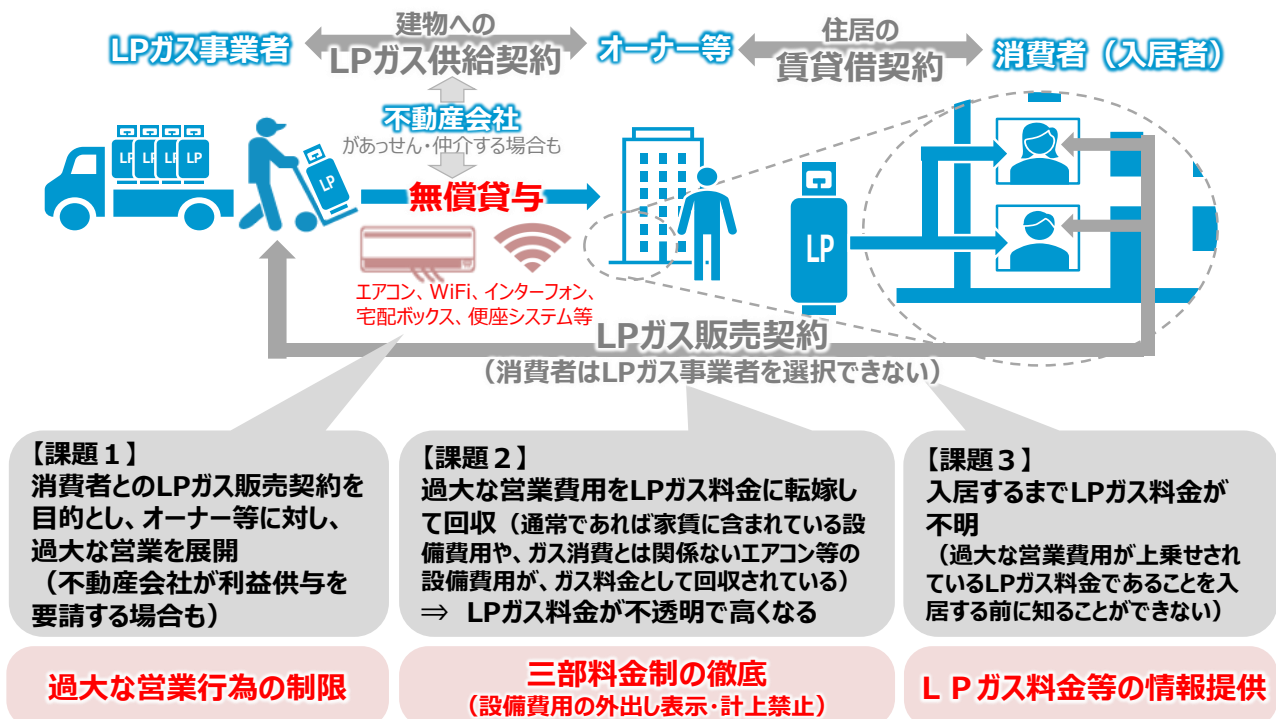 LPガス事業者
建物への
LPガス供給契約
オーナー等
住居の
賃貸借契約
消費者（入居者）
不動産会社
があっせん・仲介する場合も
LP LP LP LP
LP
無償貸与
LP
エアコン、WiFi、インターフォン、
宅配ボックス、便座システム等
LPガス販売契約
（消費者はLPガス事業者を選択できない）
【課題１】
消費者とのLPガス販売契約を
目的とし、オーナー等に対し、
過大な営業を展開
（不動産会社が利益供与を
要請する場合も）
過大な営業行為の制限
【課題２】
過大な営業費用をLPガス料金に転嫁し
て回収（通常であれば家賃に含まれている設
備費用や、ガス消費とは関係ないエアコン等の
設備費用が、ガス料金として回収されている）
⇒ LPガス料金が不透明で高くなる
三部料金制の徹底
（設備費用の外出し表示・計上禁止）
【課題３】
入居するまでLPガス料金が
不明
（過大な営業費用が上乗せされ
ているLPガス料金であることを入
居する前に知ることができない）
ＬＰガス料金等の情報提供